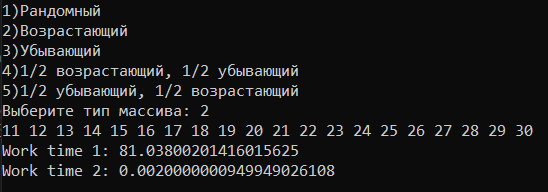 1)Рандомный
2)Возрастающий
3)Убывающий
4)1/2 возрастающий, 1/2 убывающий
5)1/2 убывающий, 1/2 возрастающий
Выберите тип массива: 2
11 12 13 14 15 16 17 18 19 20 21 22 23 24 25 26 27 28 29 30
Work time 1: 81.03800201416015625
Work time 2: 0.0020000000949949026108